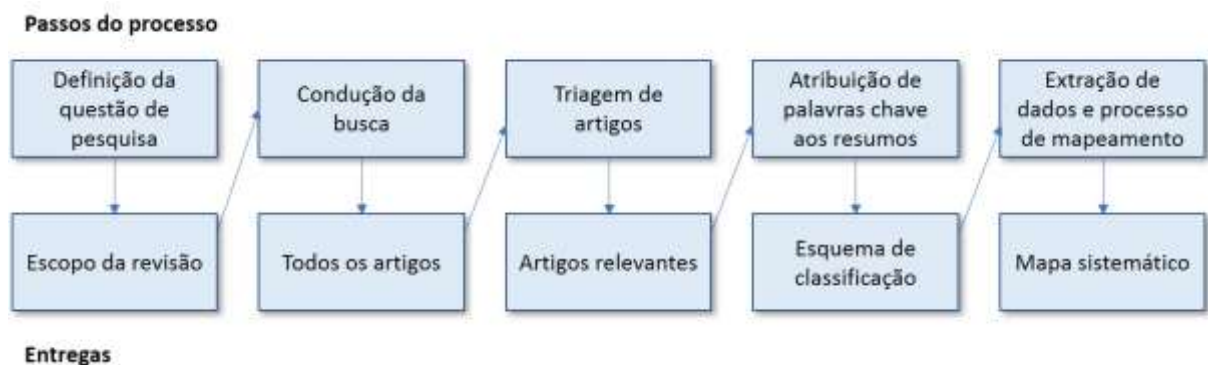 Passos do processo
Definição da
questão de
pesquisa
Condução da
busca
Triagem de
artigos
Atribuição de
palavras chave
aos resumos
Extração de
dados e processo
de mapeamento
Escopo da revisão
Todos os artigos
Artigos relevantes
Esquema de
classificação
Mapa sistemático
Entregas